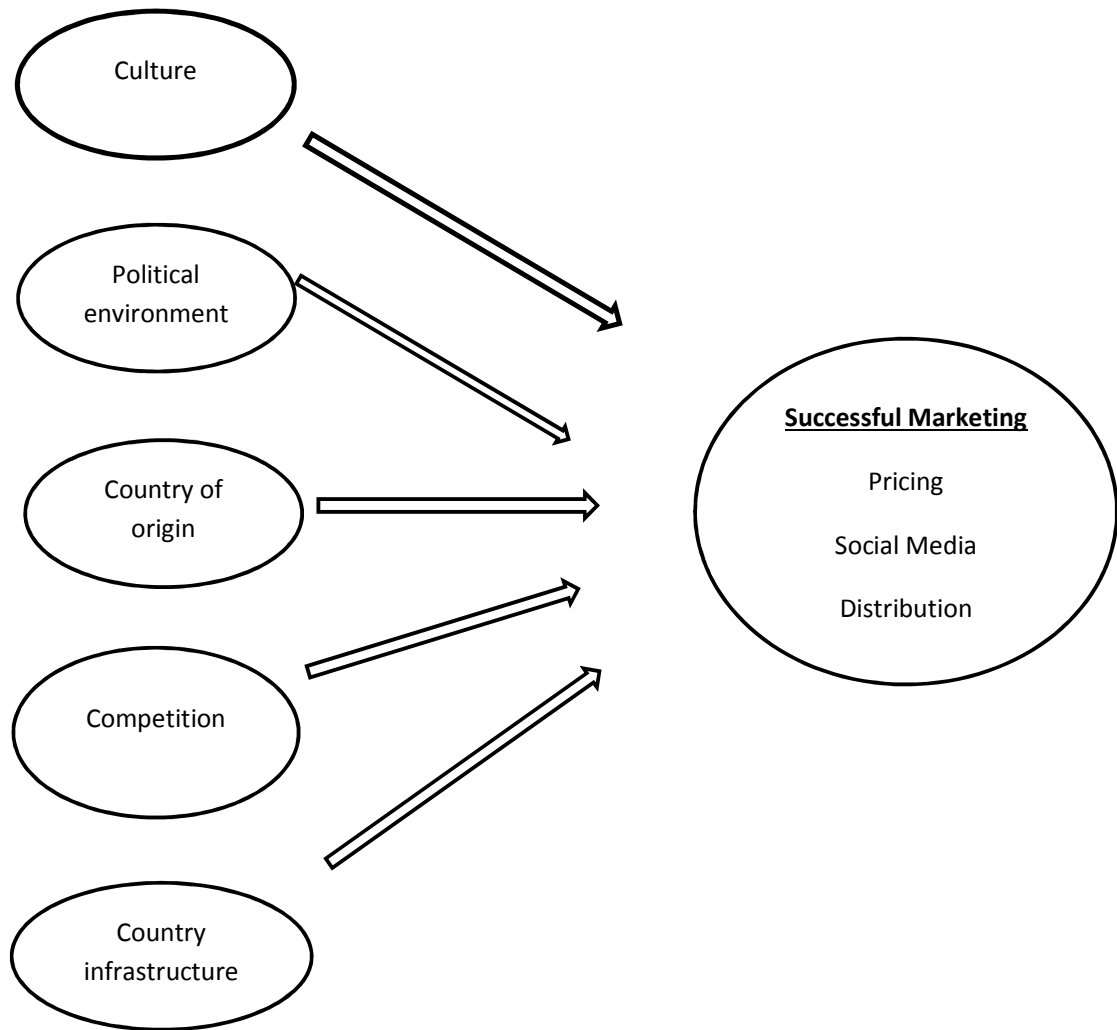 Culture
Political
environment
Country of
origin
Competition
Country
infrastructure
Successful Marketing
Pricing
Social Media
Distribution